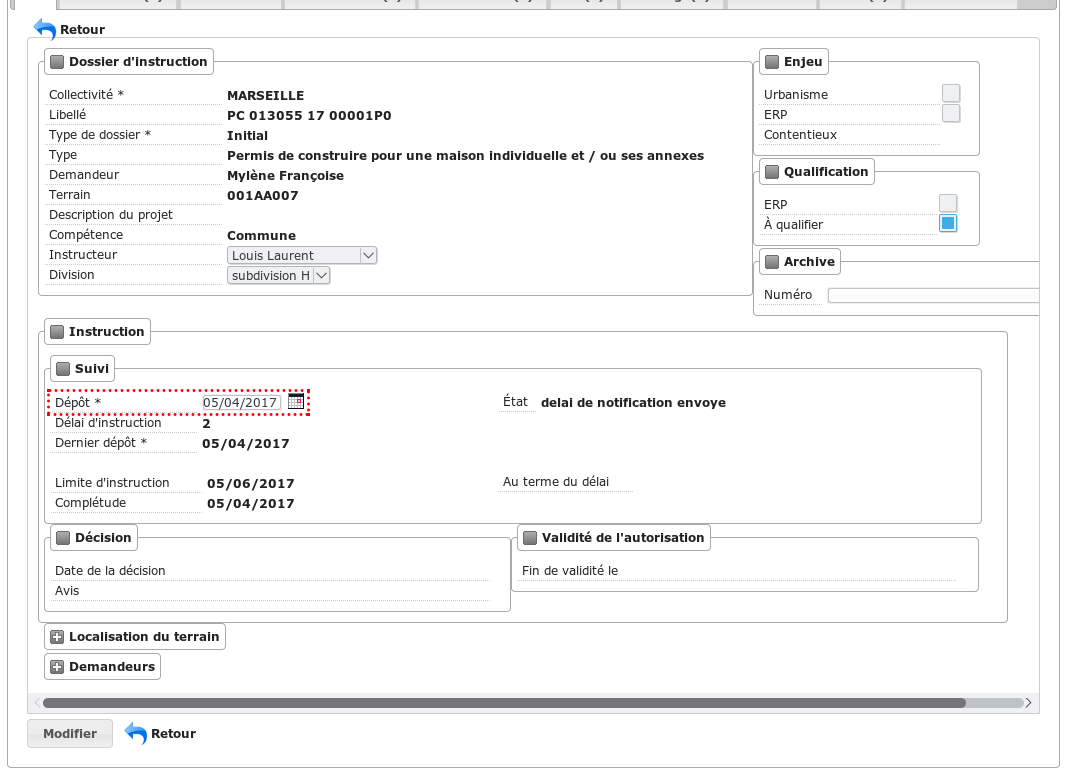 Retour
Dossier d'instruction
Collectivité * MARSEILLE
Libellé PC 013055 17 00001P0
Type de dossier * Initial
Type Permis de construire pour une maison individuelle et / ou ses annexes
Demandeur Mylène Françoise
Terrain 001AA007
Description du projet
Compétence Commune
Instructeur Louis Laurent
Division subdivision H
Enjeu
Urbanisme
ERP
Contentieux
Qualification
ERP
À qualifier
Archive
Numéro
Instruction
Suivi
Dépôt * 05/04/2017
État delai de notification envoye
Délai d'instruction 2
Dernier dépôt * 05/04/2017
Limite d'instruction 05/06/2017
Au terme du délai
Complétude 05/04/2017
Décision
Date de la décision
Avis
Validité de l'autorisation
Fin de validité le
Localisation du terrain
Demandeurs
Modifier Retour